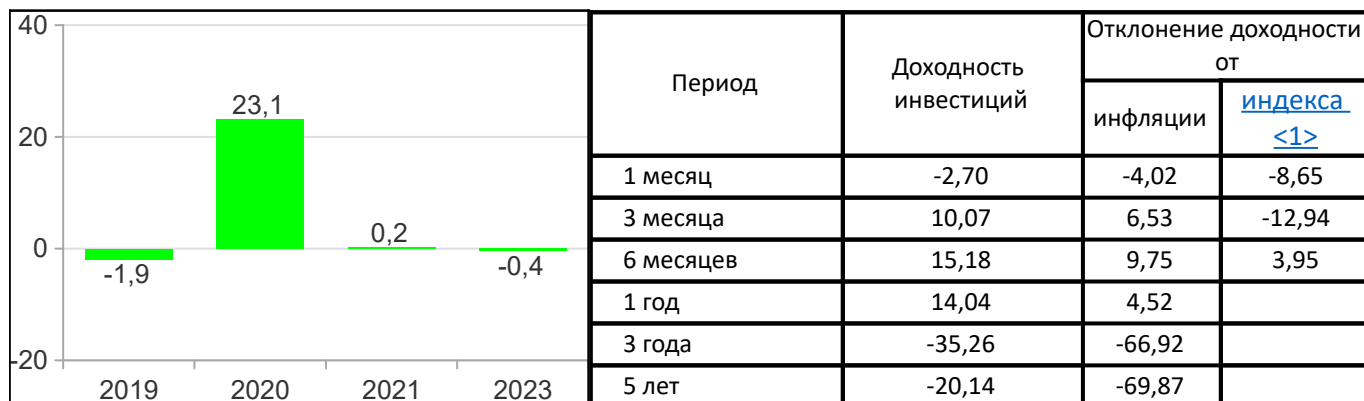 40
20
0
-20
-1,9
23,1
0,2
-0,4
2019 2020 2021 2023
Период
Доходность
инвестиций
Отклонение доходности
от
инфляции
индекса
<1>
1 месяц -2,70 -4,02 -8,65
3 месяца 10,07 6,53 -12,94
6 месяцев 15,18 9,75 3,95
1 год 14,04 4,52
3 года -35,26 -66,92
5 лет -20,14 -69,87